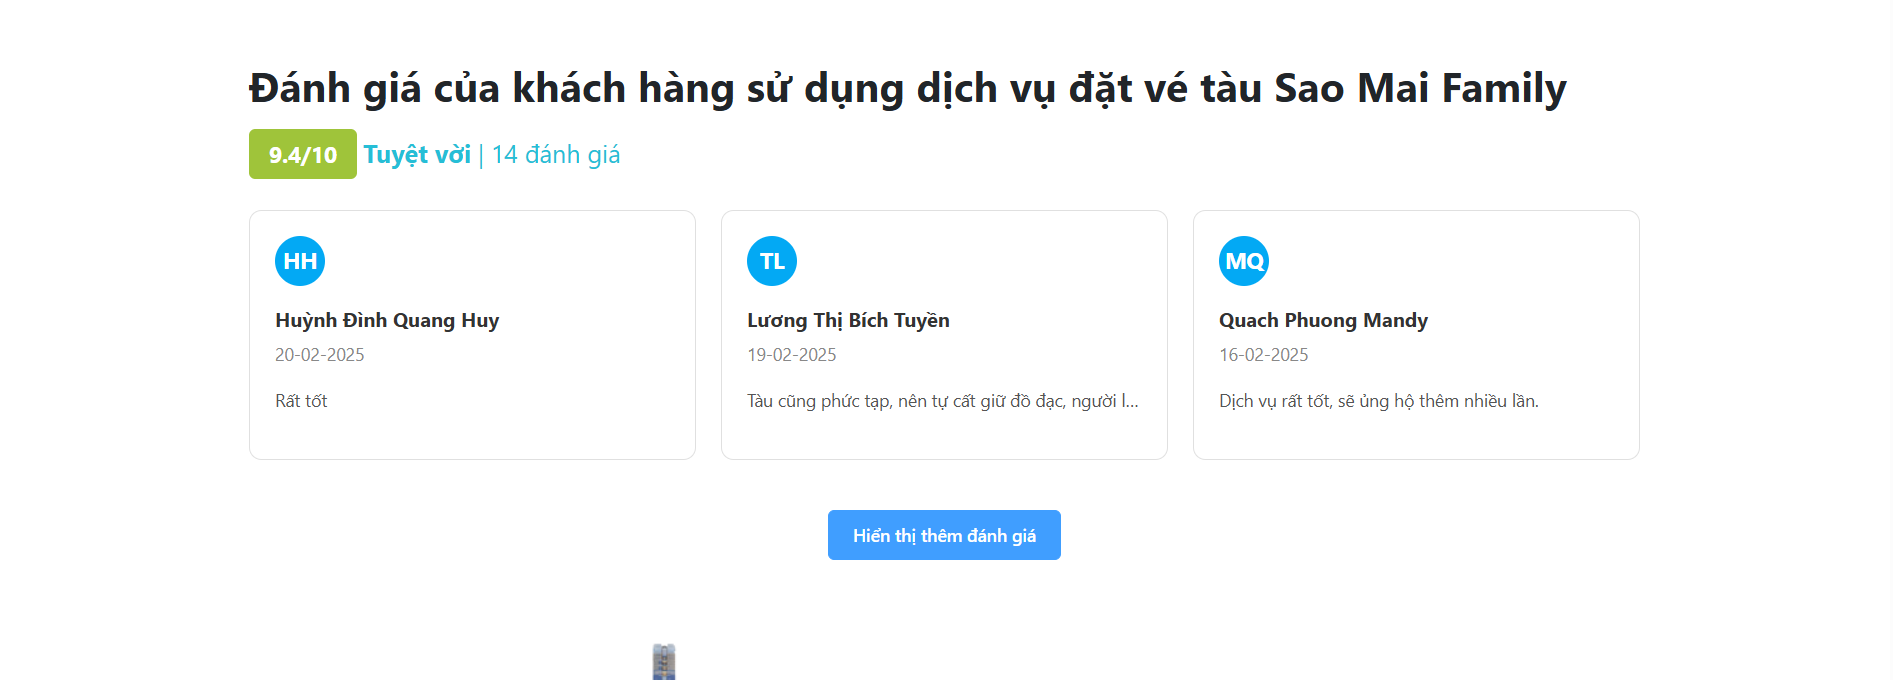 Đánh giá của khách hàng sử dụng dịch vụ đặt vé tàu Sao Mai Family
9.4/10 Tuyệt vời | 14 đánh giá
HH
Huỳnh Đình Quang Huy
20-02-2025
Rất tốt
TL
Lương Thị Bích Tuyền
19-02-2025
Tàu cũng phức tạp, nên tự cất giữ đồ đạc, người l...
MQ
Quach Phuong Mandy
16-02-2025
Dịch vụ rất tốt, sẽ ủng hộ thêm nhiều lần.
Hiển thị thêm đánh giá